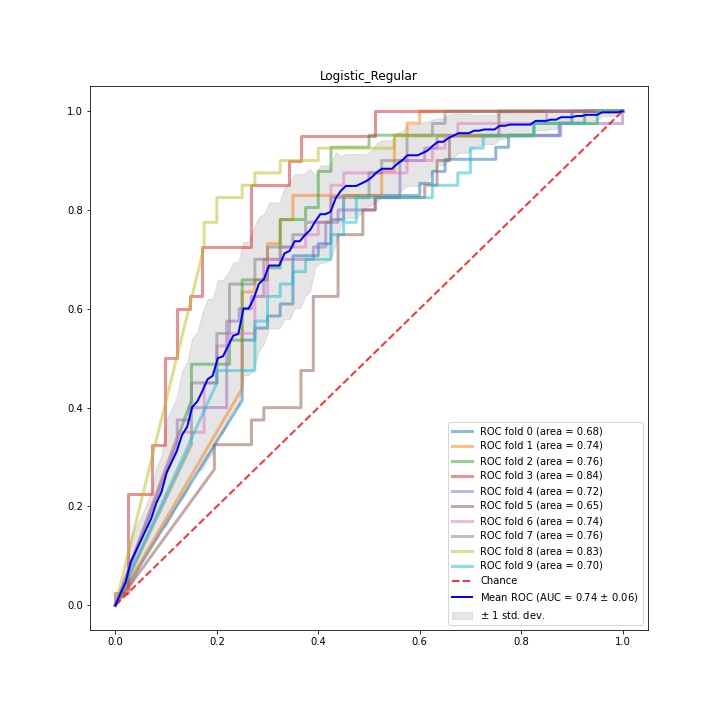 Logistic_Regular
1.0
0.8
0.6
0.4
0.2
0.0
0.0 0.2 0.4 0.6 0.8 1.0
ROC fold 0 (area = 0.68)
ROC fold 1 (area = 0.74)
ROC fold 2 (area = 0.76)
ROC fold 3 (area = 0.84)
ROC fold 4 (area = 0.72)
ROC fold 5 (area = 0.65)
ROC fold 6 (area = 0.74)
ROC fold 7 (area = 0.76)
ROC fold 8 (area = 0.83)
ROC fold 9 (area = 0.70)
Chance
Mean ROC (AUC = 0.74 ± 0.06)
± 1 std. dev.